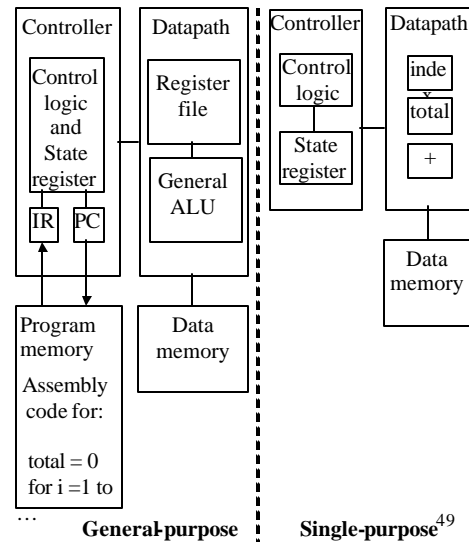 Controller
Control
logic
and
State
register
IR
PC
Datapath
Register
file
General
ALU
Program
memory
Assembly
code for:
total = 0
for i =1 to
…
Data
memory
General-purpose
Controller
Control
logic
State
register
Datapath
inde
x
total
+
Data
memory
Single-purpose
49